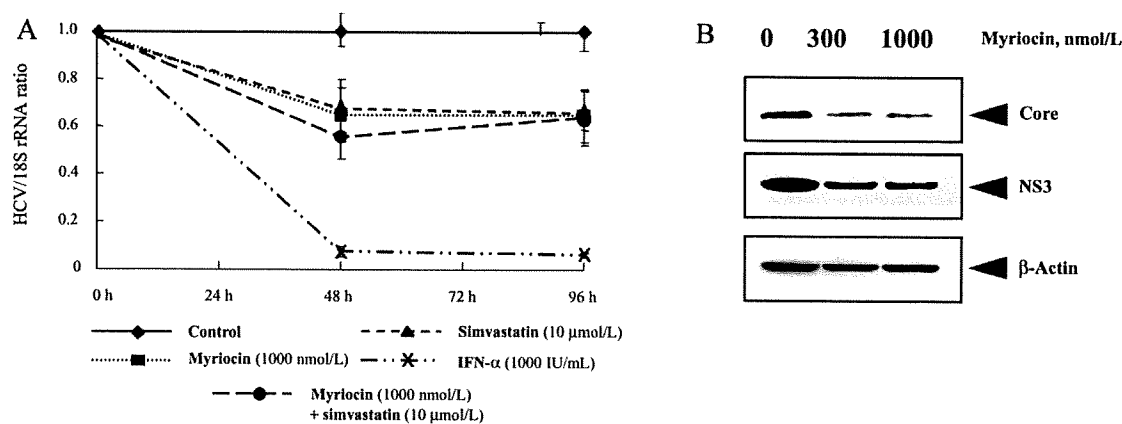 A
HCV/18S rRNA ratio
1.0
0.8
0.6
0.4
0.2
0
0 h 24 h 48 h 72 h 96 h
Control
Simvastatin (10 μmol/L)
Myriocin (1000 nmol/L)
IFN-α (1000 IU/mL)
Myriocin (1000 nmol/L)
+ simvastatin (10 μmol/L)
B
0 300 1000 Myriocin, nmol/L
Core
NS3
β-Actin